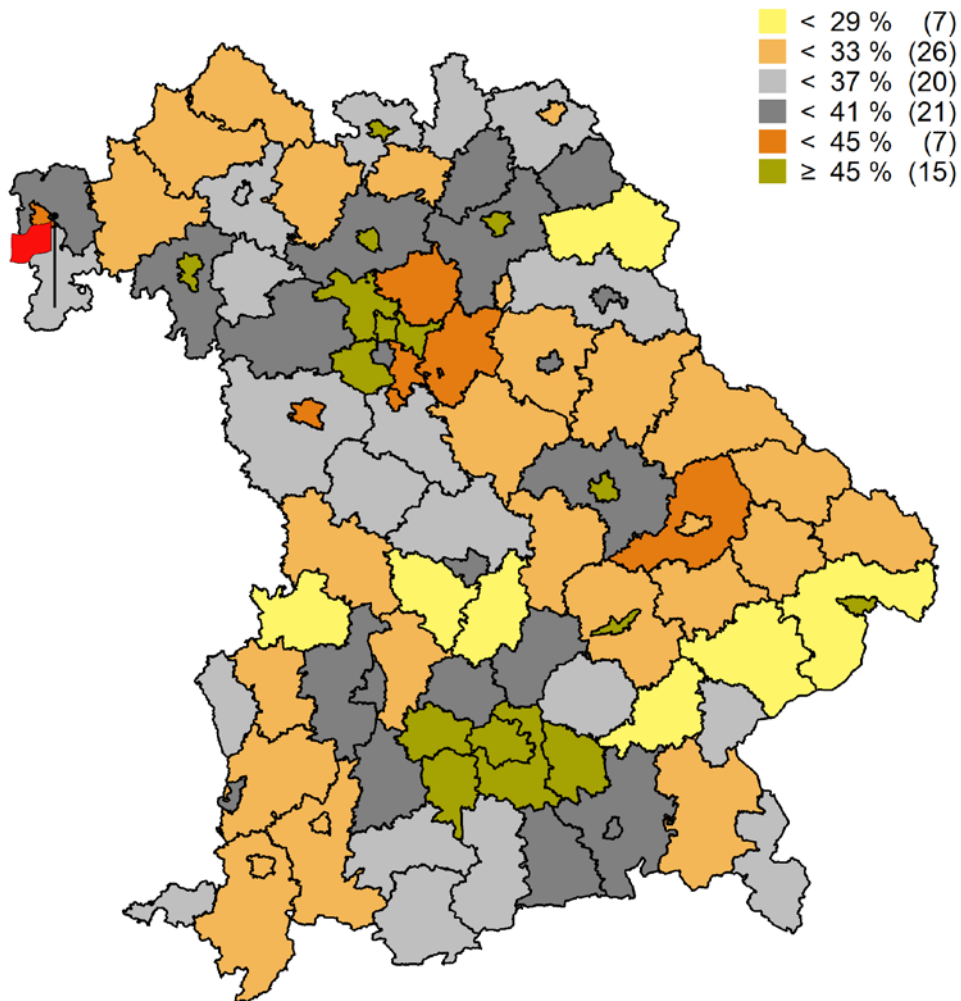 < 29 % (7)
< 33 % (26)
< 37 % (20)
< 41 % (21)
< 45 % (7)
≥ 45 % (15)